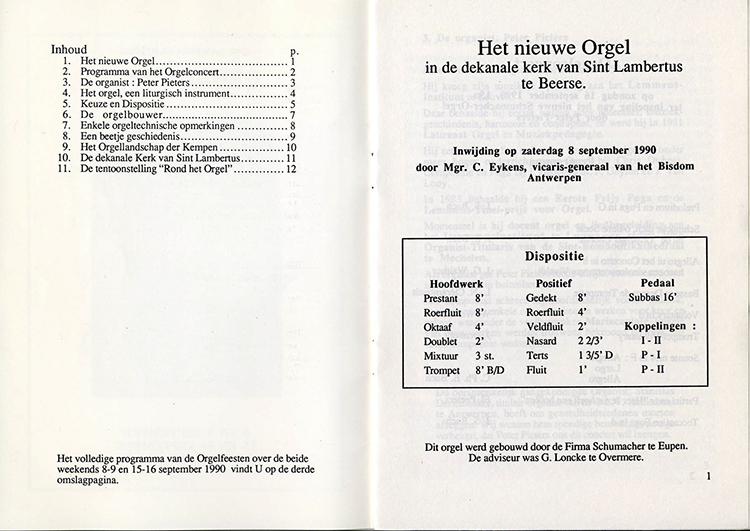 Inhoud p.
1. Het nieuwe Orgel 1
2. Programma van het Orgelconcert 2
3. De organist : Peter Pieters 3
4. Het orgel, een liturgisch instrument 4
5. Keuze en Dispositie 5
6. De orgelbouwer 7
7. Enkele orgeltechnische opmerkingen 8
8. Een beetje geschiedenis 9
9. Het Orgellandschap der Kempen 10
10. De dekanale Kerk van Sint Lambertus 11
11. De tentoonstelling "Rond het Orgel" 12
Het volledige programma van de Orgelfeesten over de beide
weekends 8-9 en 15-16 september 1990 vindt U op de derde
omslagpagina.
Het nieuwe Orgel
in de dekanale kerk van Sint Lambertus
te Beerse.
Inwijding op zaterdag 8 september 1990
door Mgr. C. Eykens, vicaris-generaal van het Bisdom
Antwerpen
Dispositie
Hoofdwerk Positief Pedaal
Prestant 8' Gedekt 8' Subbas 16'
Roerfluit 8' Roerfluit 4'
Oktaaf 4' Veldfluit 2' Koppelingen :
Doublet 2' Nasard 2 2/3' I - II
Mixtuur 3 st. Terts 1 3/5' D P - I
Trompet 8' B/D Fluit 1' P - II
Dit orgel werd gebouwd door de Firma Schumacher te Eupen.
De adviseur was G. Loncke te Overmere.
1